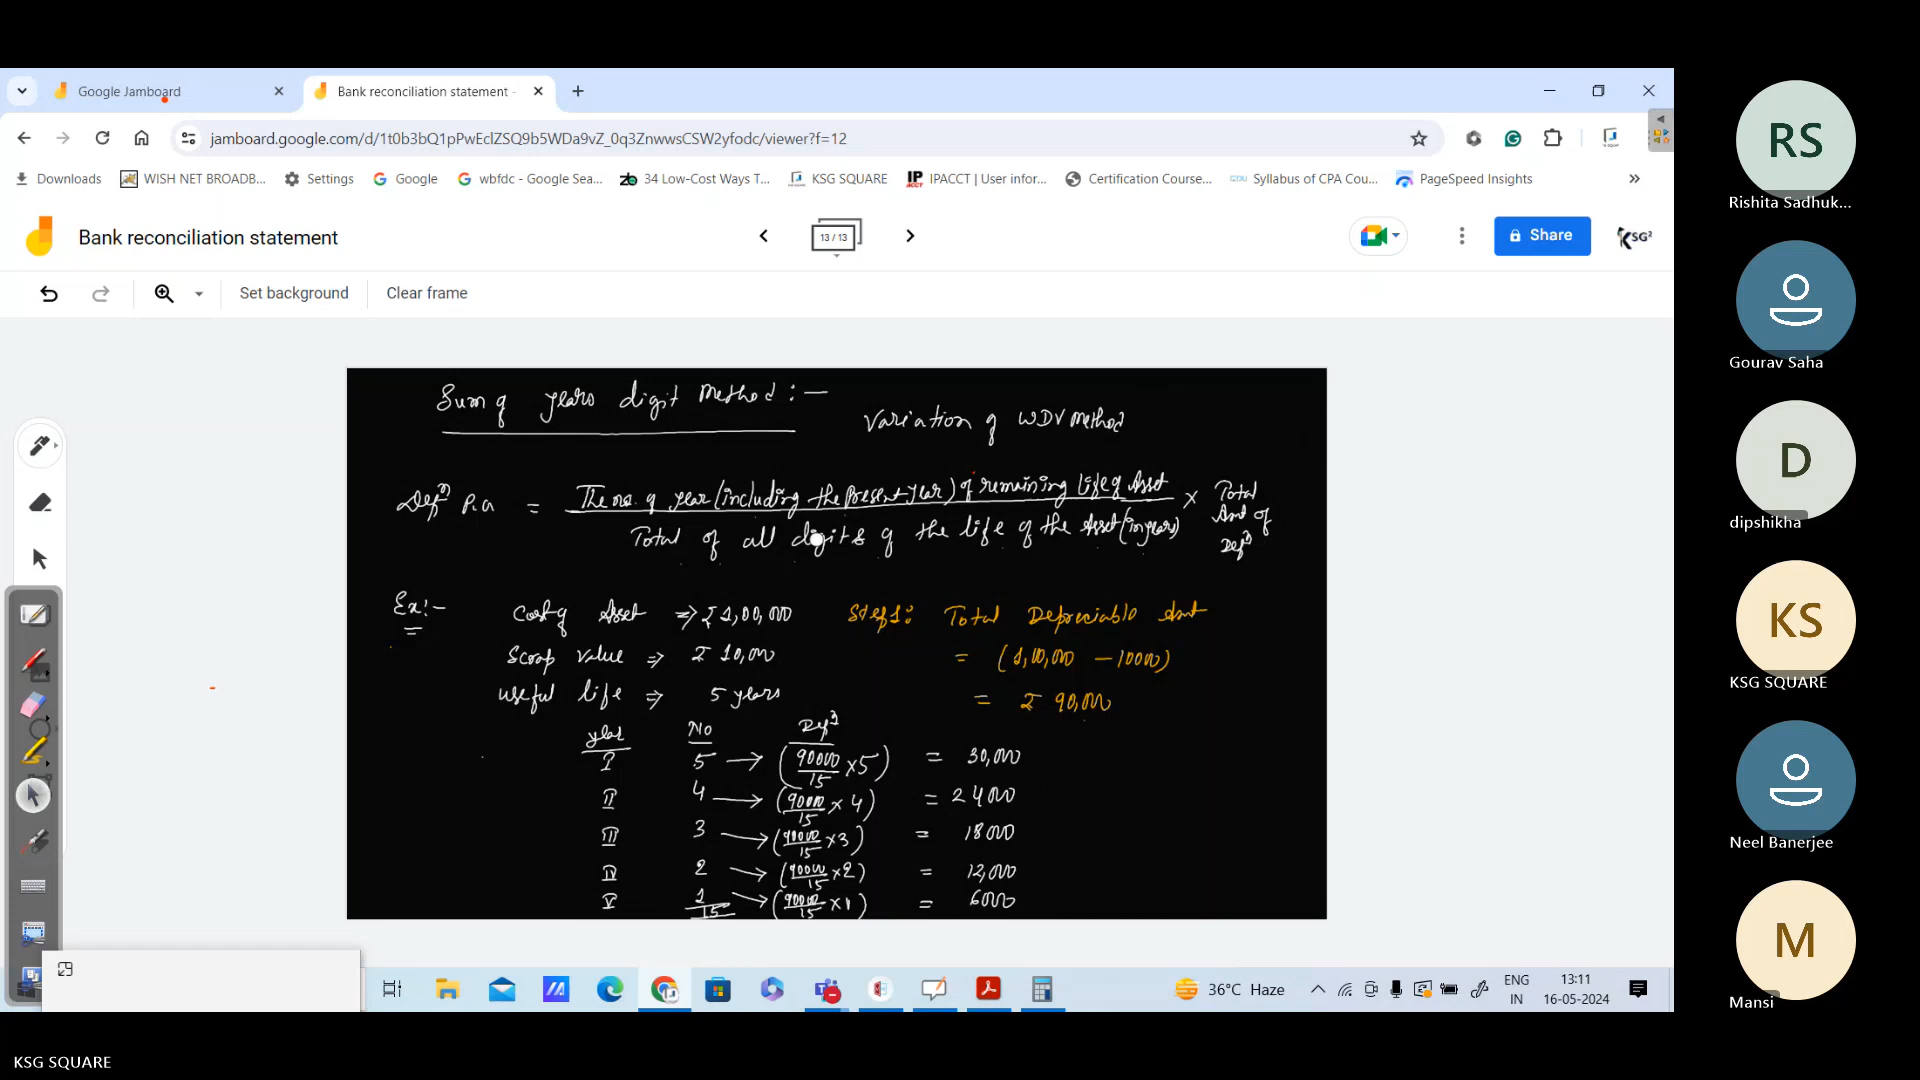 Google Jamboard
Bank reconciliation statement -
jamboard.google.com/d/1t0b3bQ1pPwEclZSQ9b5WDa9vZ_0q3ZnwwsCSW2yfodc/viewer?f=12
Downloads WISH NET BROADB... Settings Google wbfdc - Google Sea... 34 Low-Cost Ways T... KSG SQUARE IPACCT | User infor... Certification Course... Syllabus of CPA Cou... PageSpeed Insights
Bank reconciliation statement
13 / 13
Share
KSG²
Set background Clear frame
Sum of years digit Method :—
Variation of WDV Method
Depn P.a = The no. of year (including the present year) of remaining life of Asset × Total Amt of Depn
Total of all digits of the life of the Asset (in years)
Ex:-
Cost of Asset ⇒ ₹ 1,00,000
Scrap value ⇒ ₹ 10,000
useful life ⇒ 5 years
Step 1: Total Depreciable Amt
= (1,00,000 - 10000)
= ₹ 90,000
year No Depn
I 5 → (90000/15 × 5) = 30,000
II 4 → (90000/15 × 4) = 24000
III 3 → (90000/15 × 3) = 18000
IV 2 → (90000/15 × 2) = 12,000
V 1 → (90000/15 × 1) = 6000
15
36°C Haze
ENG
IN
13:11
16-05-2024
RS
Rishita Sadhuk...
Gourav Saha
D
dipshikha
KS
KSG SQUARE
Neel Banerjee
M
Mansi
KSG SQUARE